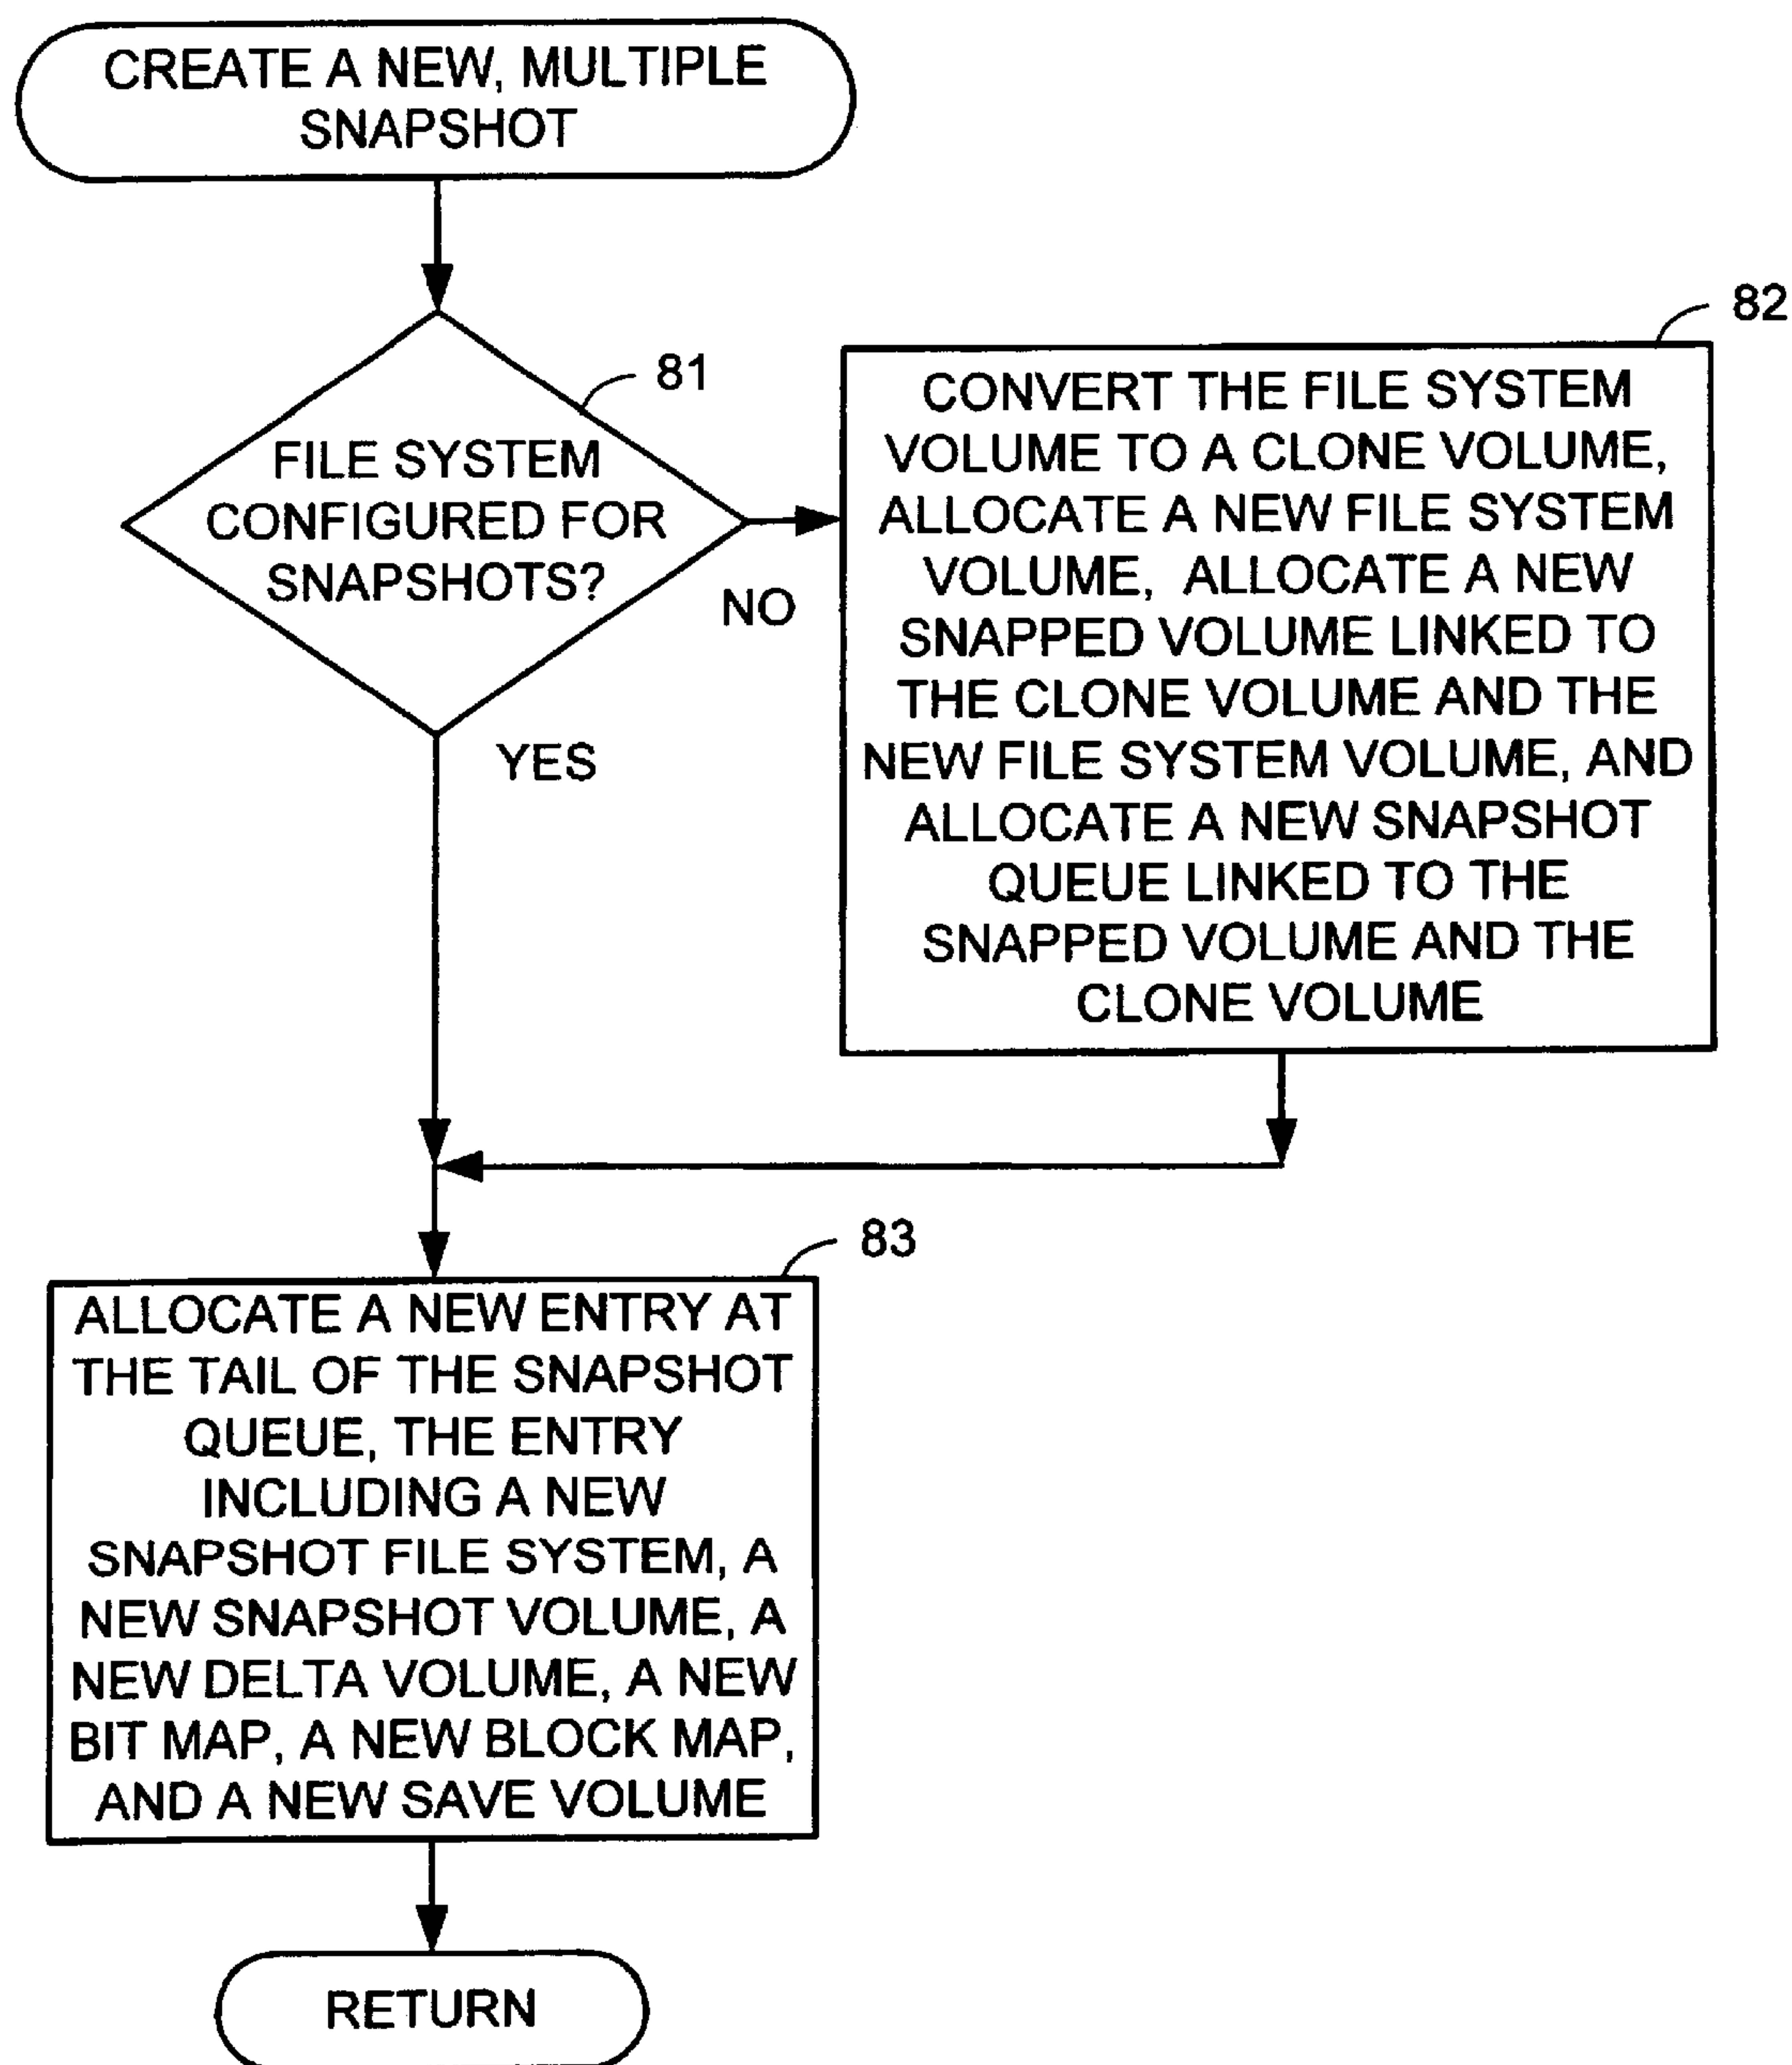 CREATE A NEW, MULTIPLE
SNAPSHOT
81
FILE SYSTEM
CONFIGURED FOR
SNAPSHOTS?
NO
YES
82
CONVERT THE FILE SYSTEM
VOLUME TO A CLONE VOLUME,
ALLOCATE A NEW FILE SYSTEM
VOLUME, ALLOCATE A NEW
SNAPPED VOLUME LINKED TO
THE CLONE VOLUME AND THE
NEW FILE SYSTEM VOLUME, AND
ALLOCATE A NEW SNAPSHOT
QUEUE LINKED TO THE
SNAPPED VOLUME AND THE
CLONE VOLUME
83
ALLOCATE A NEW ENTRY AT
THE TAIL OF THE SNAPSHOT
QUEUE, THE ENTRY
INCLUDING A NEW
SNAPSHOT FILE SYSTEM, A
NEW SNAPSHOT VOLUME, A
NEW DELTA VOLUME, A NEW
BIT MAP, A NEW BLOCK MAP,
AND A NEW SAVE VOLUME
RETURN